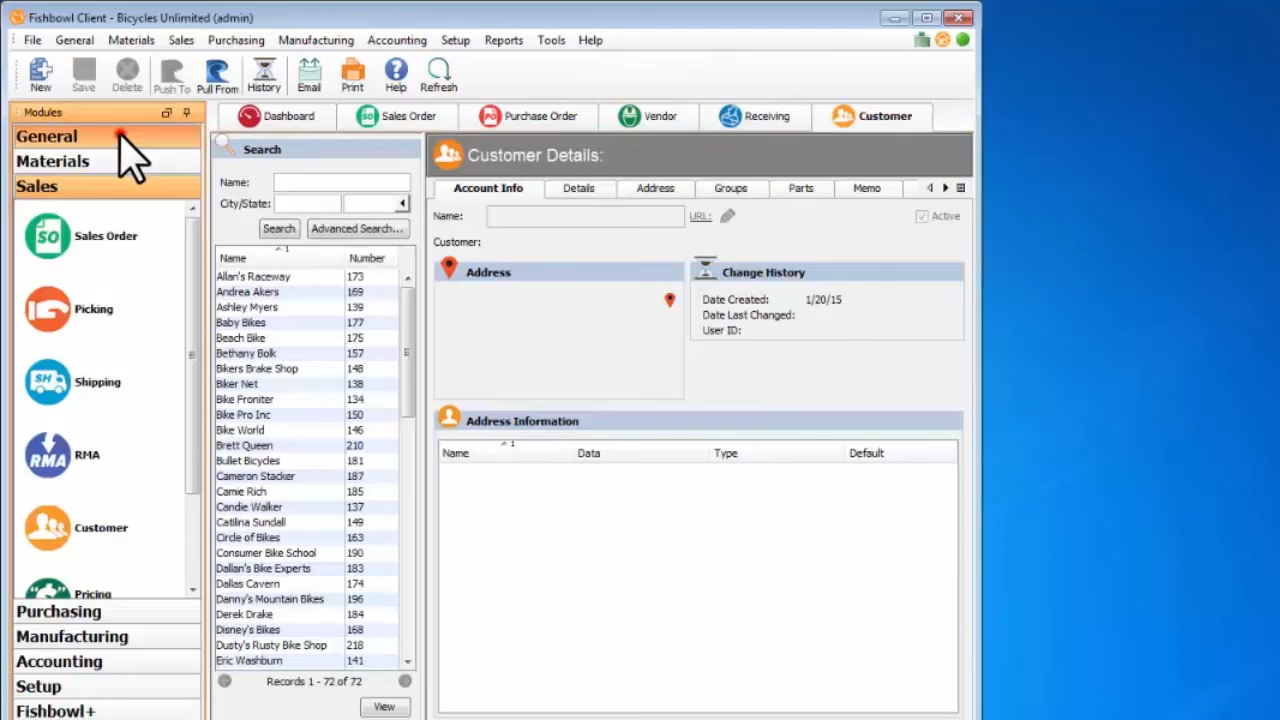 Fishbowl Client - Bicycles Unlimited (admin)
File General Materials Sales Purchasing Manufacturing Accounting Setup Reports Tools Help
New Save Delete Push To Pull From History Email Print Help Refresh
Modules
General
Materials
Sales
SO Sales Order
Picking
SH Shipping
RMA RMA
Customer
Pricing
Purchasing
Manufacturing
Accounting
Setup
Fishbowl+
Dashboard SO Sales Order PO Purchase Order Vendor Receiving Customer
Search
Name:
City/State:
Search Advanced Search...
1
Name Number
Allan's Raceway 173
Andrea Akers 169
Ashley Myers 139
Baby Bikes 177
Beach Bike 175
Bethany Bolk 157
Bikers Brake Shop 148
Biker Net 138
Bike Froniter 134
Bike Pro Inc 150
Bike World 146
Brett Queen 210
Bullet Bicycles 181
Cameron Stacker 187
Camie Rich 185
Candie Walker 137
Catilina Sundall 149
Circle of Bikes 163
Consumer Bike School 190
Dallan's Bike Experts 183
Dallas Cavern 174
Danny's Mountain Bikes 196
Derek Drake 184
Disney's Bikes 168
Dusty's Rusty Bike Shop 218
Eric Washburn 141
Records 1 - 72 of 72
View
Customer Details:
Account Info Details Address Groups Parts Memo
Name: URL: Active
Customer:
Address
Change History
Date Created: 1/20/15
Date Last Changed:
User ID:
Address Information
1
Name Data Type Default